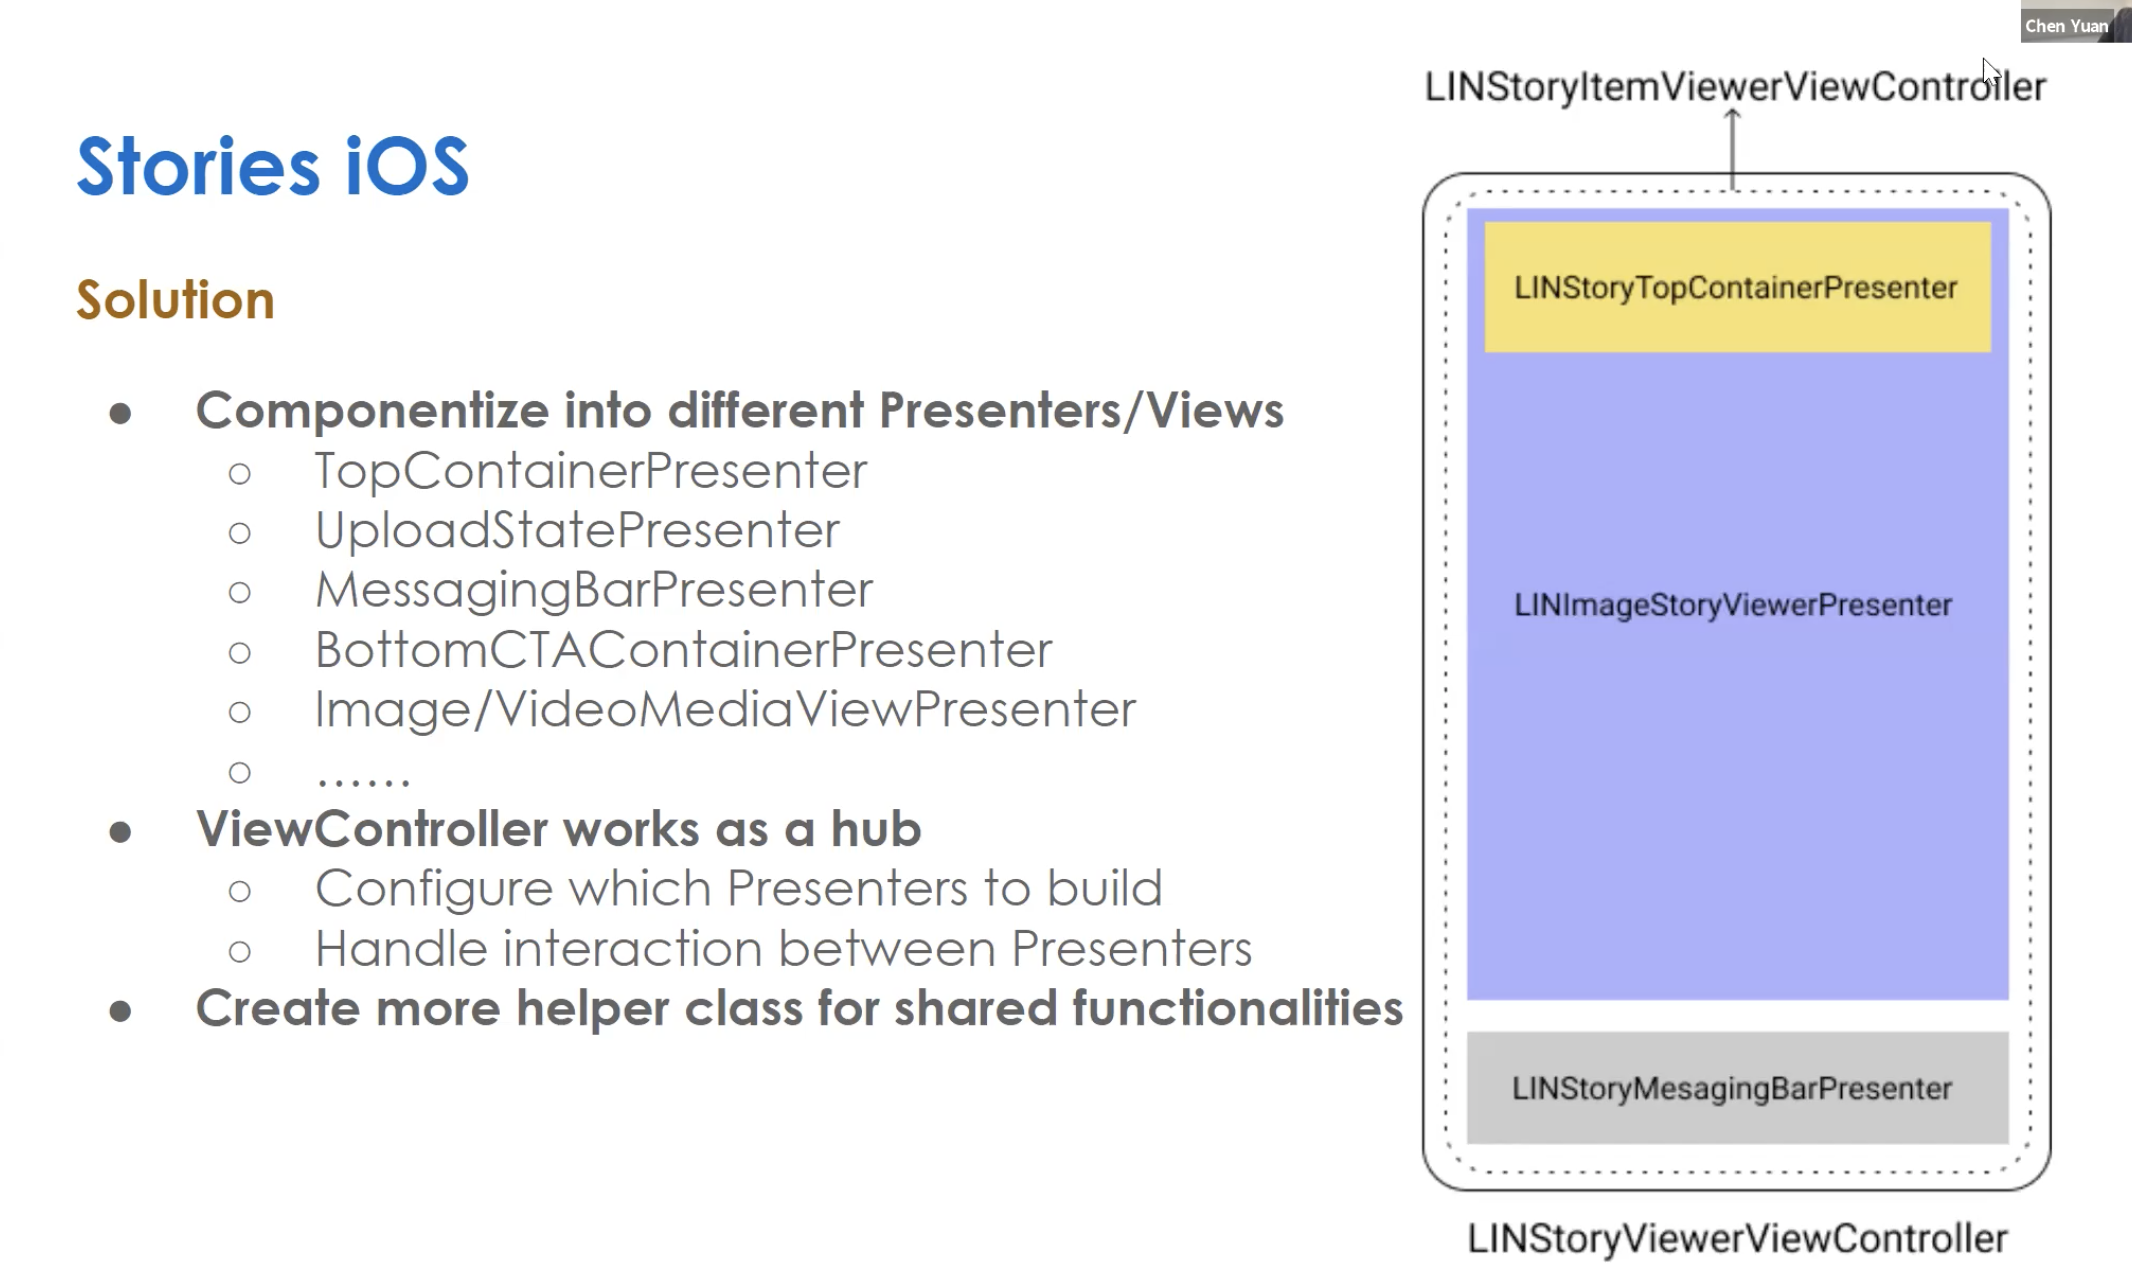 Chen Yuan
Stories iOS
Solution
● Componentize into different Presenters/Views
○ TopContainerPresenter
○ UploadStatePresenter
○ MessagingBarPresenter
○ BottomCTAContainerPresenter
○ Image/VideoMediaViewPresenter
○ ......
● ViewController works as a hub
○ Configure which Presenters to build
○ Handle interaction between Presenters
● Create more helper class for shared functionalities
LINStoryItemViewerViewController
LINStoryTopContainerPresenter
LINImageStoryViewerPresenter
LINStoryMesagingBarPresenter
LINStoryViewerViewController